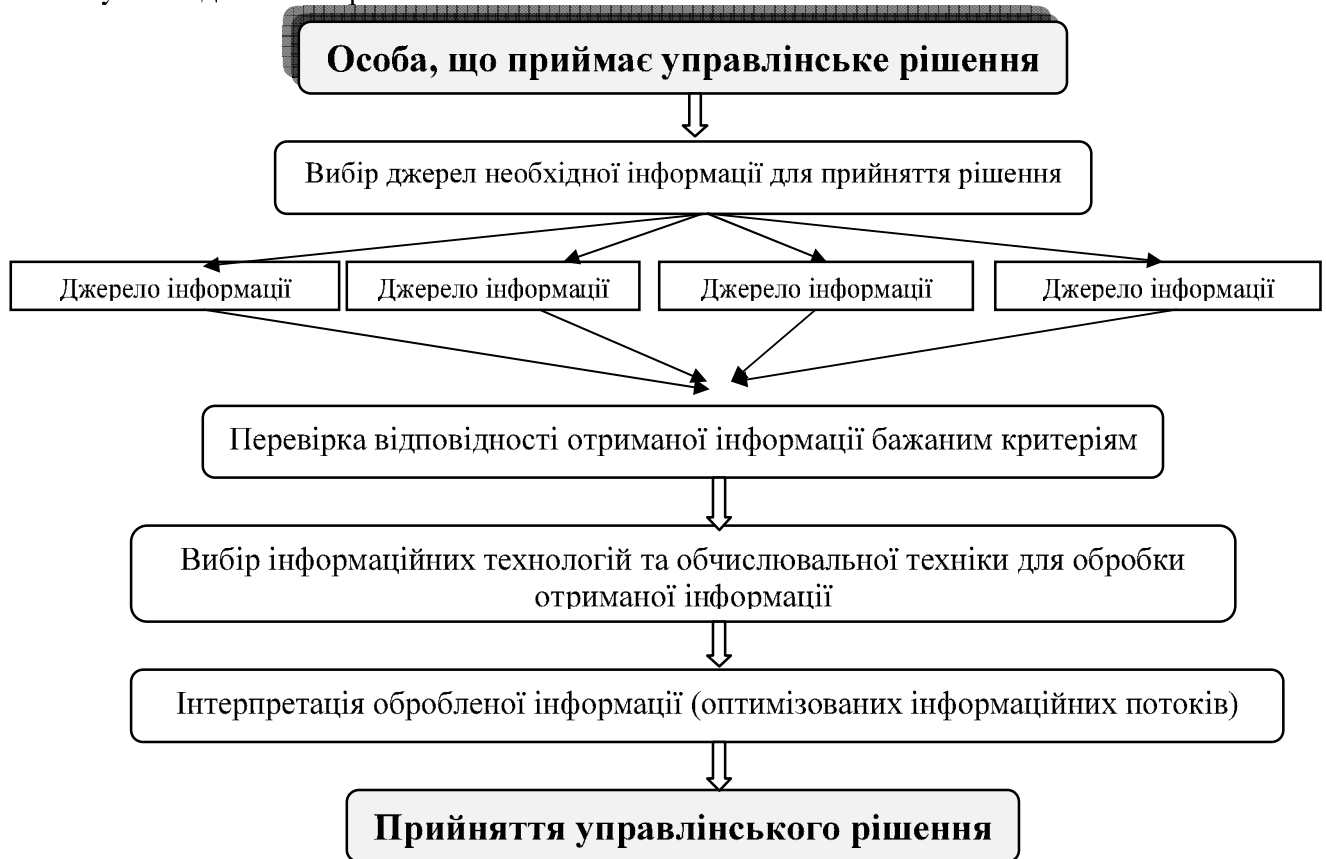 Особа, що приймає управлінське рішення
Вибір джерел необхідної інформації для прийняття рішення
Джерело інформації
Джерело інформації
Джерело інформації
Джерело інформації
Перевірка відповідності отриманої інформації бажаним критеріям
Вибір інформаційних технологій та обчислювальної техніки для обробки
отриманої інформації
Інтерпретація обробленої інформації (оптимізованих інформаційних потоків)
Прийняття управлінського рішення